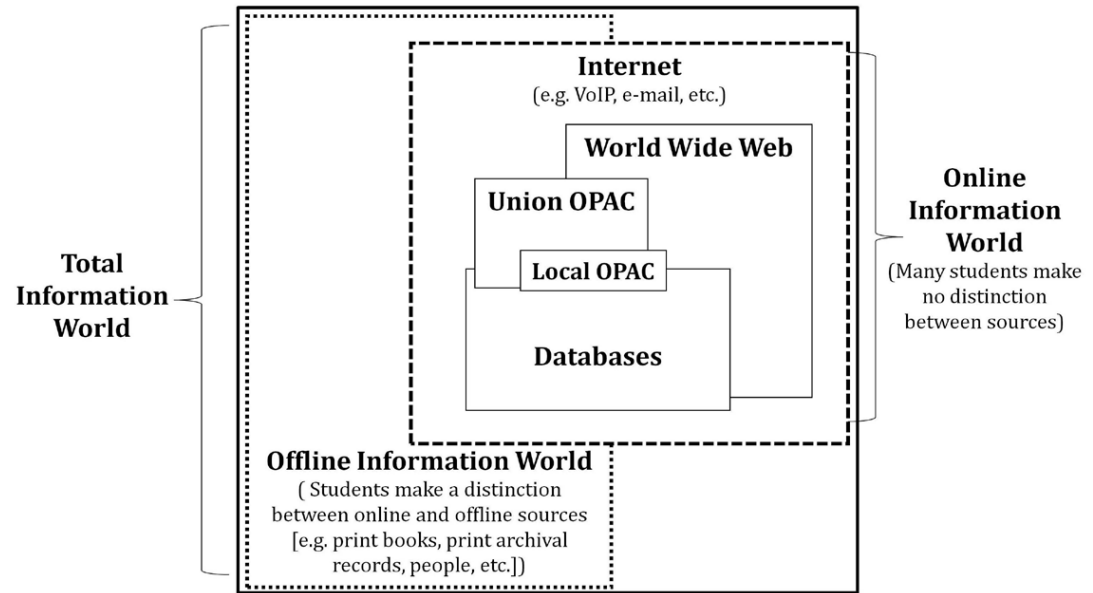 Internet
(e.g. VoIP, e-mail, etc.)
World Wide Web
Union OPAC
Local OPAC
Databases
Online
Information
World
(Many students make
no distinction
between sources)
Total
Information
World
Offline Information World
( Students make a distinction
between online and offline sources
[e.g. print books, print archival
records, people, etc.])